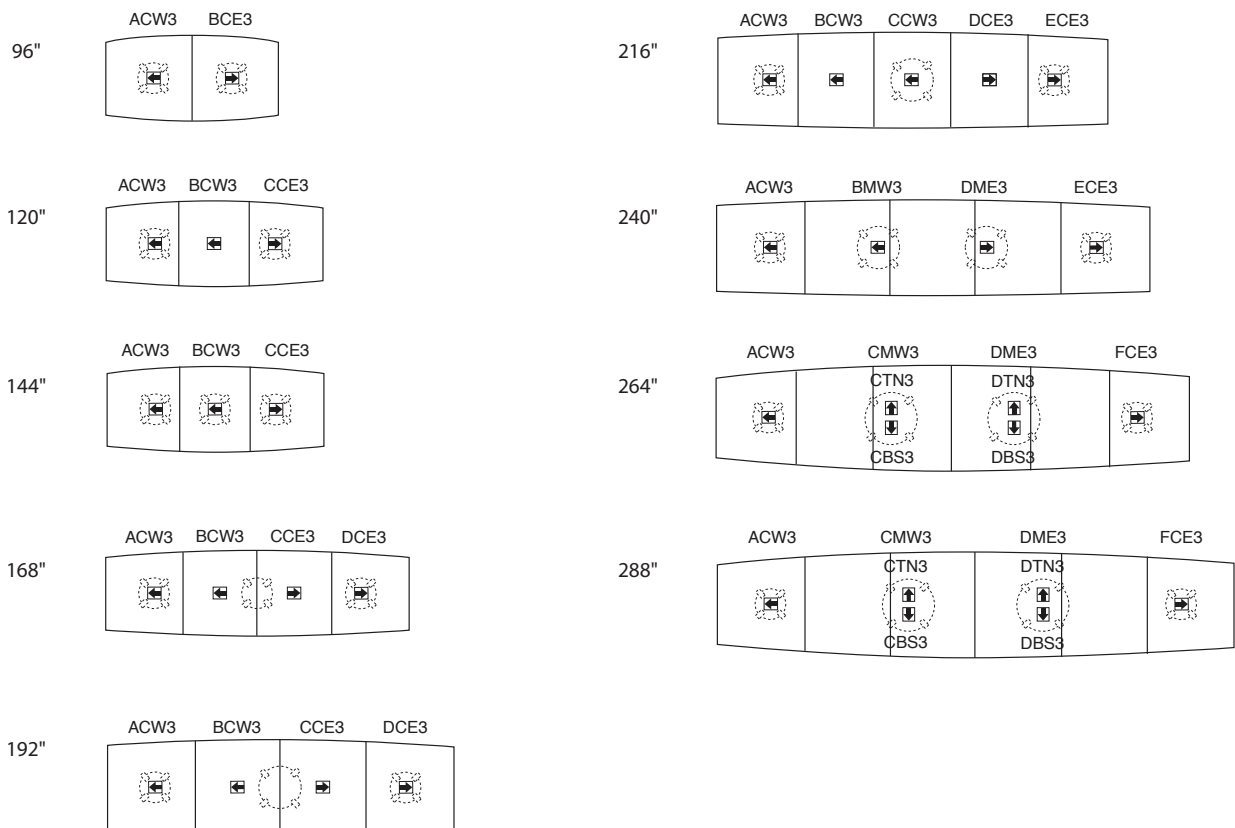 ACW3 BCE3
96"
ACW3 BCW3 CCE3
120"
ACW3 BCW3 CCE3
144"
ACW3 BCW3 CCE3 DCE3
168"
ACW3 BCW3 CCE3 DCE3
192"
ACW3 BCW3 CCW3 DCE3 ECE3
216"
ACW3 BMW3 DME3 ECE3
240"
ACW3 CMW3 DME3 FCE3
264"
CTN3 DTN3
CBS3 DBS3
ACW3 CMW3 DME3 FCE3
288"
CTN3 DTN3
CBS3 DBS3